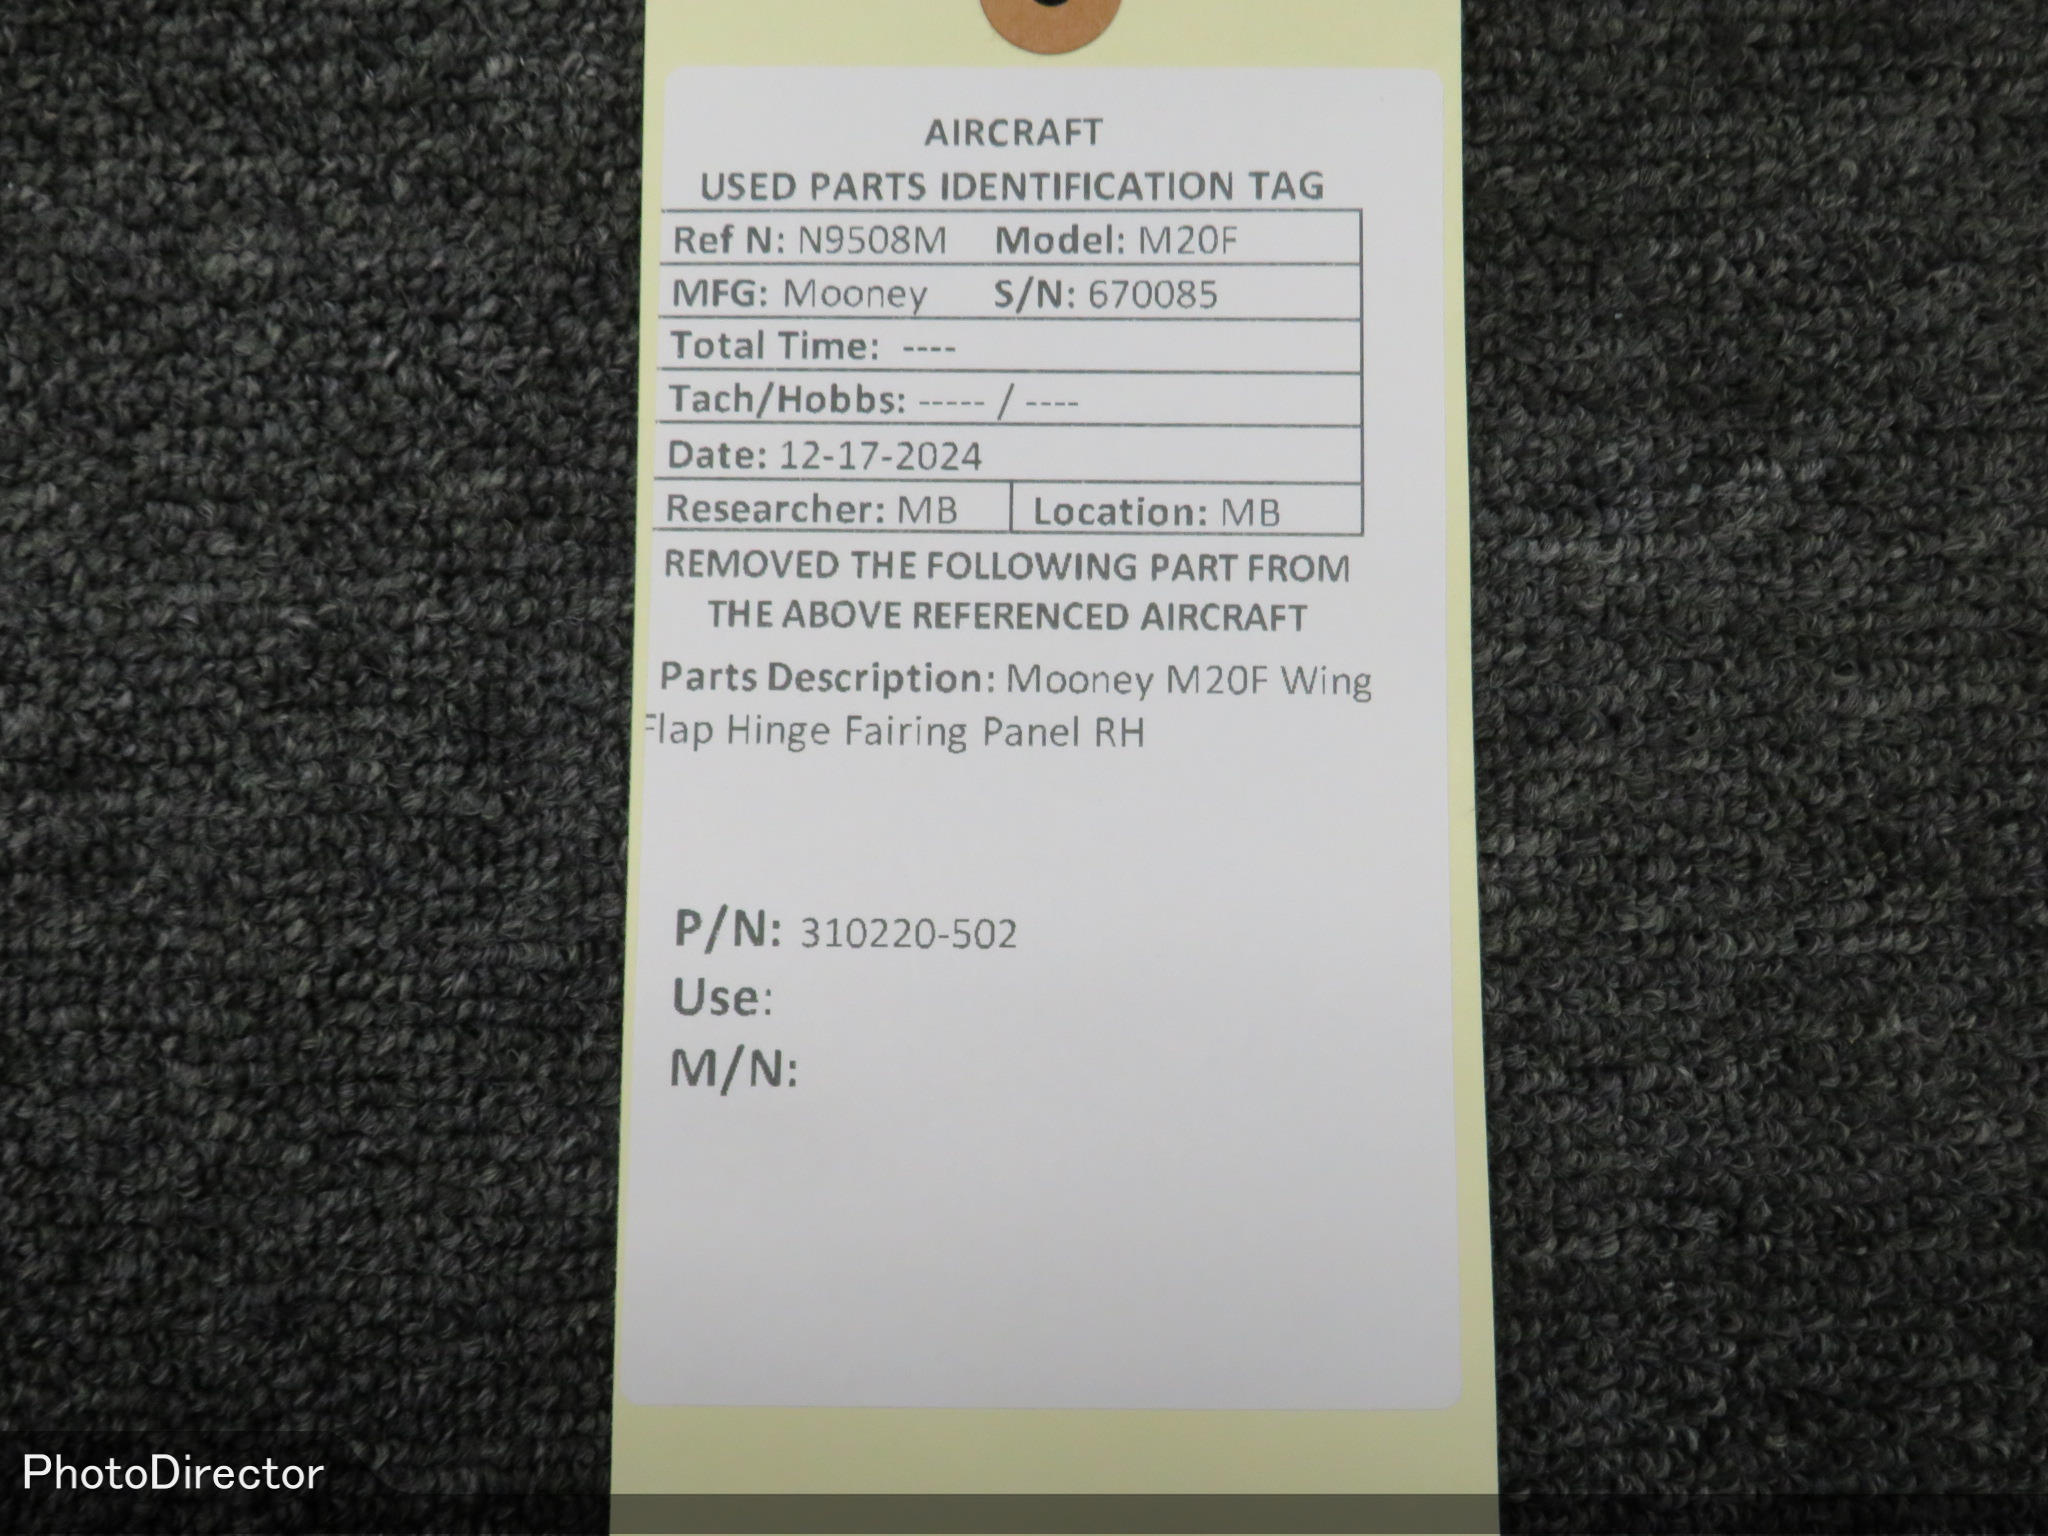 AIRCRAFT
USED PARTS IDENTIFICATION TAG
Ref N: N9508M Model: M20F
MFG: Mooney S/N: 670085
Total Time: ----
Tach/Hobbs: ----- / ----
Date: 12-17-2024
Researcher: MB Location: MB
REMOVED THE FOLLOWING PART FROM
THE ABOVE REFERENCED AIRCRAFT
Parts Description: Mooney M20F Wing
Flap Hinge Fairing Panel RH
P/N: 310220-502
Use:
M/N:
PhotoDirector